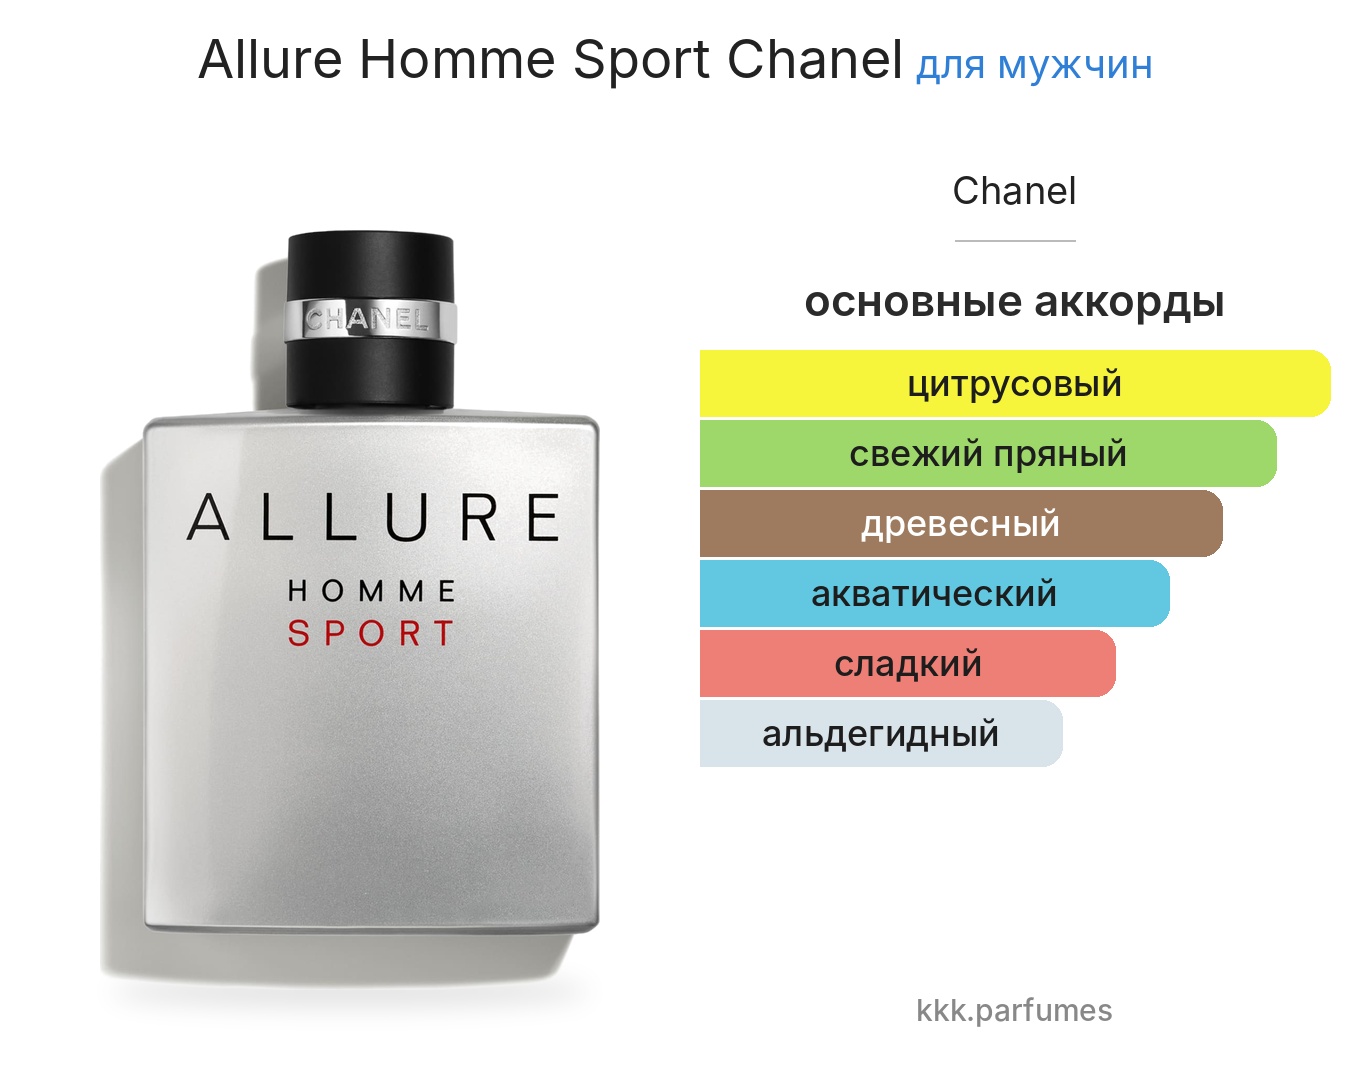 Allure Homme Sport Chanel для мужчин
CHANEL
ALLURE
HOMME
SPORT
Chanel
основные аккорды
цитрусовый
свежий пряный
древесный
акватический
сладкий
альдегидный
kkk.parfumes